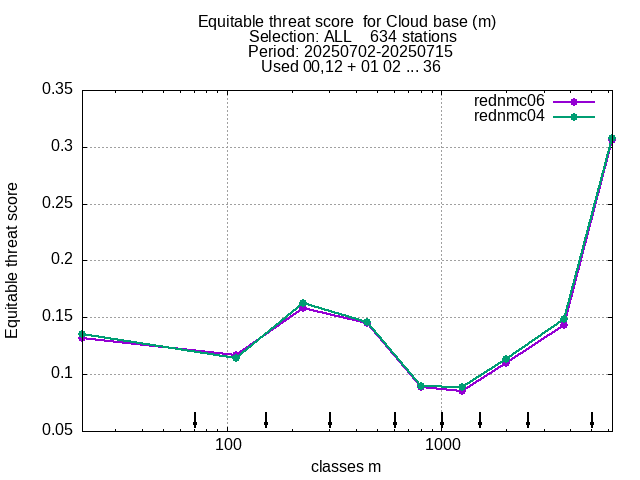 Equitable threat score  for Cloud base (m)
Selection: ALL    634 stations
Period: 20250702-20250715
Used 00,12 + 01 02 ... 36
rednmc06
rednmc04
0.35
0.3
0.25
0.2
0.15
0.1
0.05
Equitable threat score
100
1000
classes m